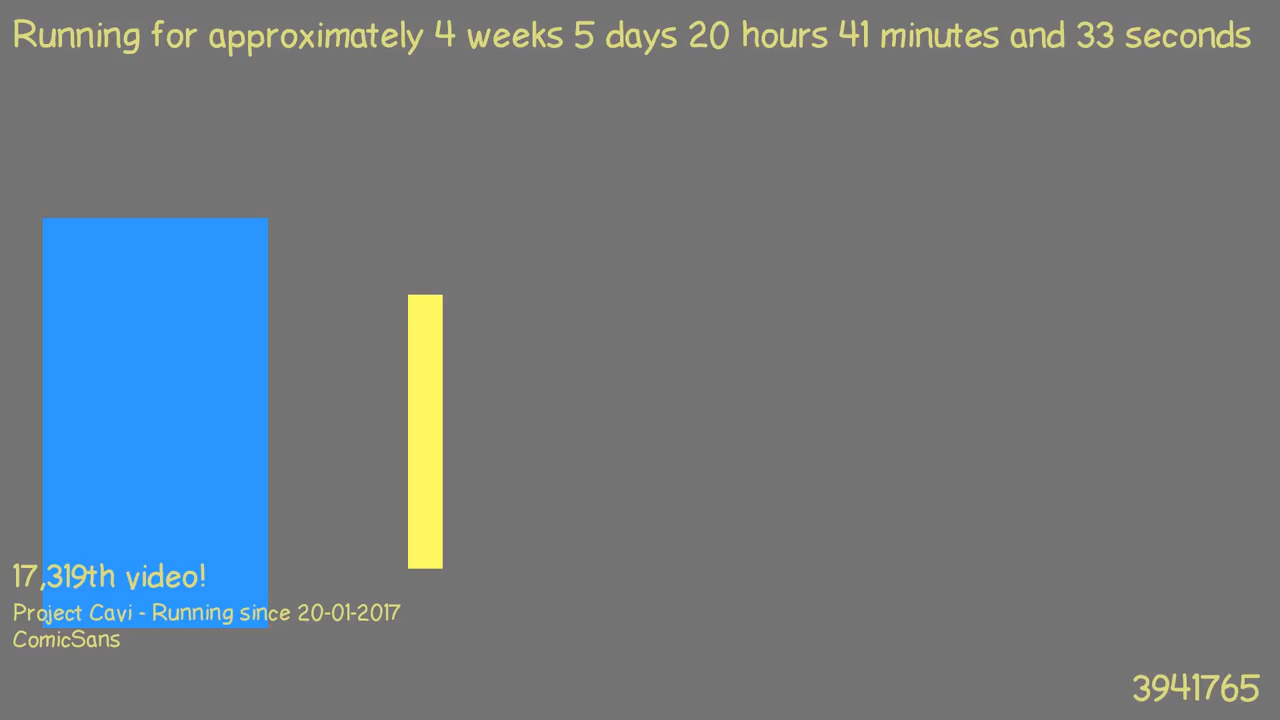 Running for approximately 4 weeks 5 days 20 hours 41 minutes and 33 seconds
17,319th video!
Project Cavi - Running since 20-01-2017
ComicSans
3941765